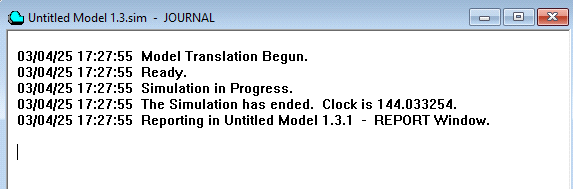 Untitled Model 1.3.sim  -  JOURNAL
03/04/25 17:27:55  Model Translation Begun.
03/04/25 17:27:55  Ready.
03/04/25 17:27:55  Simulation in Progress.
03/04/25 17:27:55  The Simulation has ended.  Clock is 144.033254.
03/04/25 17:27:55  Reporting in Untitled Model 1.3.1  -  REPORT Window.